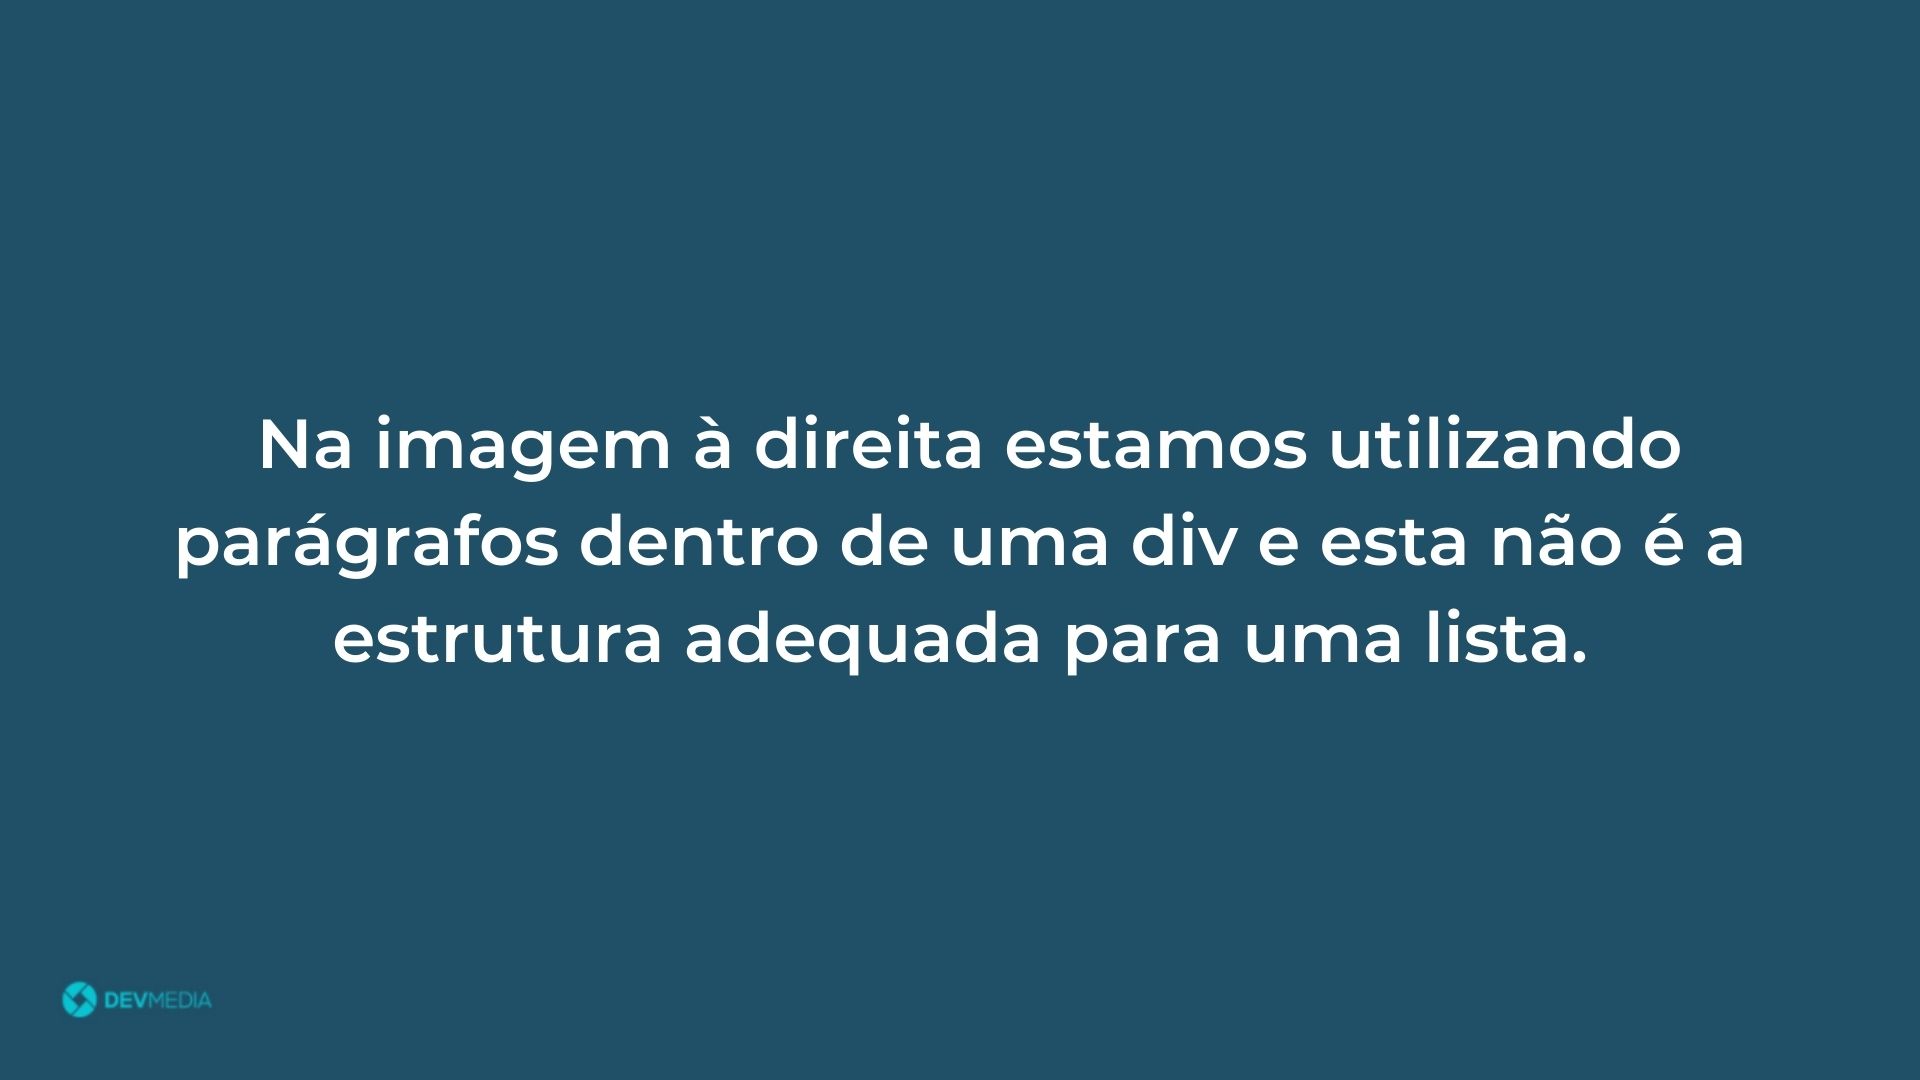 Na imagem à direita estamos utilizando
parágrafos dentro de uma div e esta não é a
estrutura adequada para uma lista.
DEVMEDIA